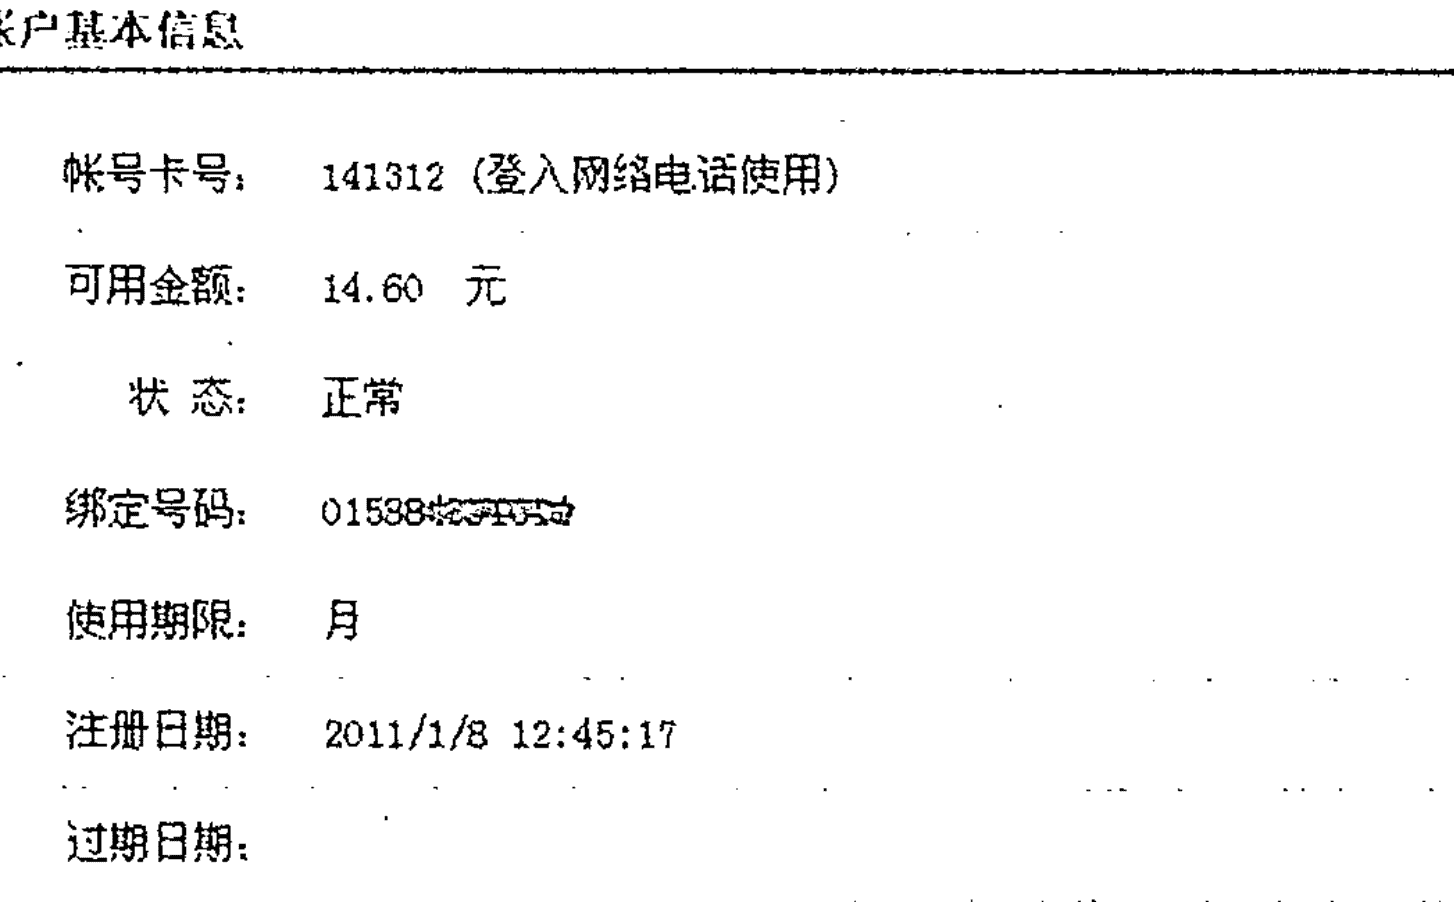 帐户基本信息
帐号卡号: 141312 (登入网络电话使用)
可用金额: 14.60 元
状 态: 正常
绑定号码: 01538
使用期限: 月
注册日期: 2011/1/8 12:45:17
过期日期: